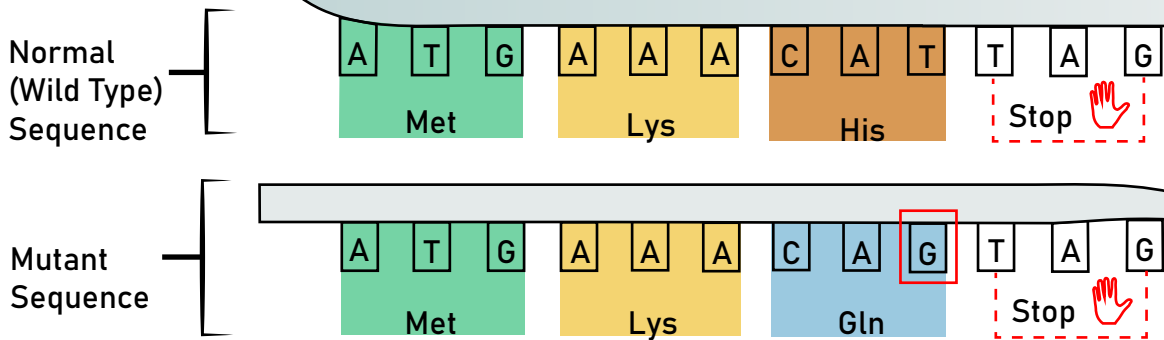 Normal
(Wild Type)
Sequence
A T G A A A C A T T A G
Met Lys His Stop
Mutant
Sequence
A T G A A A C A G T A G
Met Lys Gln Stop